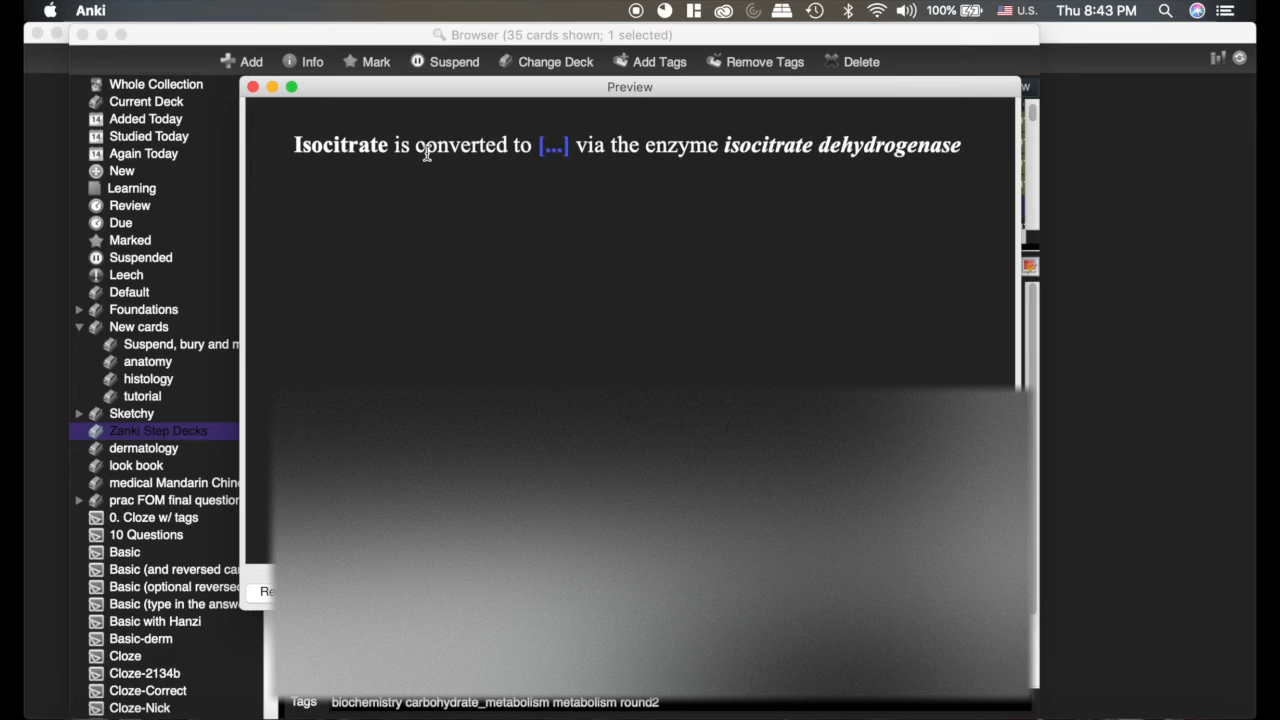 Anki
100%
U.S.
Thu 8:43 PM
Browser (35 cards shown; 1 selected)
Add
Info
Mark
Suspend
Change Deck
Add Tags
Remove Tags
Delete
Whole Collection
Current Deck
Added Today
Studied Today
Again Today
New
Learning
Review
Due
Marked
Suspended
Leech
Default
Foundations
New cards
Suspend, bury and
anatomy
histology
tutorial
Sketchy
Zanki Step Decks
dermatology
look book
medical Mandarin
prac FOM final
0. Cloze w/ tags
10 Questions
Basic
Basic (and reversed
Basic (optional
Basic (type in the
Basic with Hanzi
Basic-derm
Cloze
Cloze-2134b
Cloze-Correct
Cloze-Nick
Preview
Isocitrate is converted to [...] via the enzyme isocitrate dehydrogenase
Tags
biochemistry carbohydrate_metabolism metabolism round2